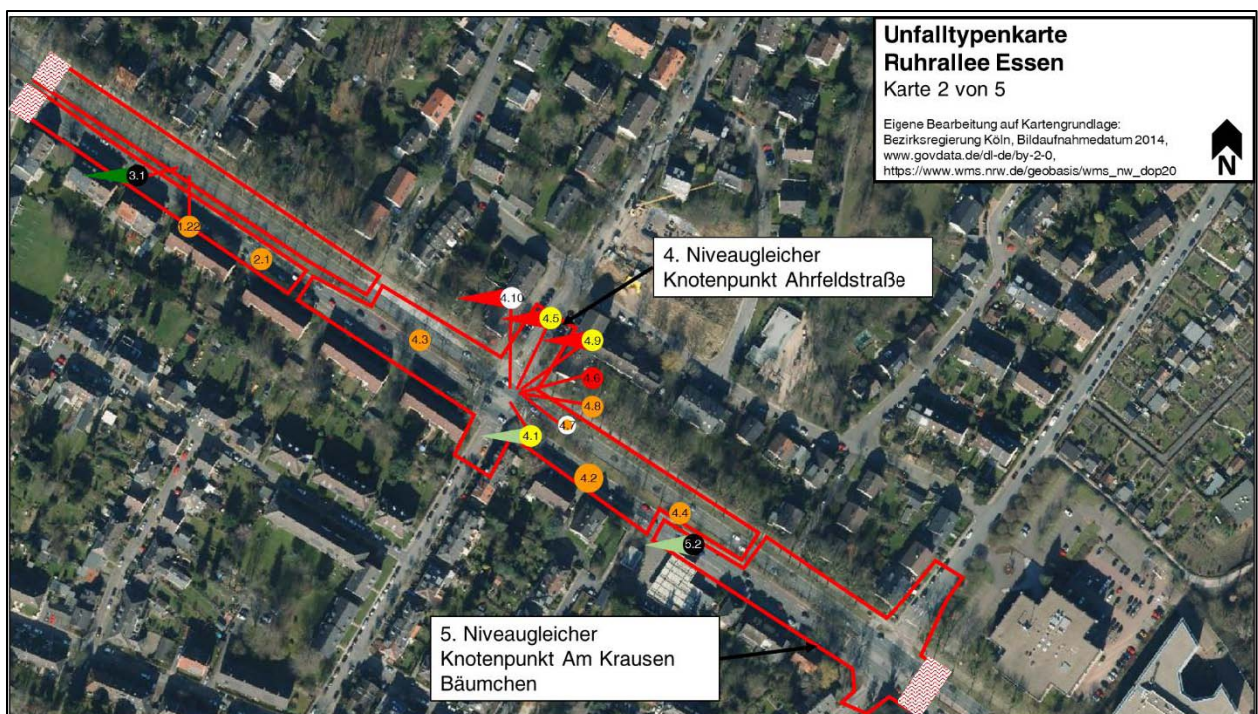 Unfalltypenkarte
Ruhrallee Essen
Karte 2 von 5
Eigene Bearbeitung auf Kartengrundlage:
Bezirksregierung Köln, Bildaufnahmedatum 2014,
www.govdata.de/dl-de/by-2-0,
https://www.wms.nrw.de/geobasis/wms_nw_dop20
N
3.1
1.22
2.1
4. Niveaugleicher
Knotenpunkt Ahrfeldstraße
4.10
4.5
4.3
4.9
4.6
4.8
4.7
4.1
4.2
4.4
5.2
5. Niveaugleicher
Knotenpunkt Am Krausen
Bäumchen